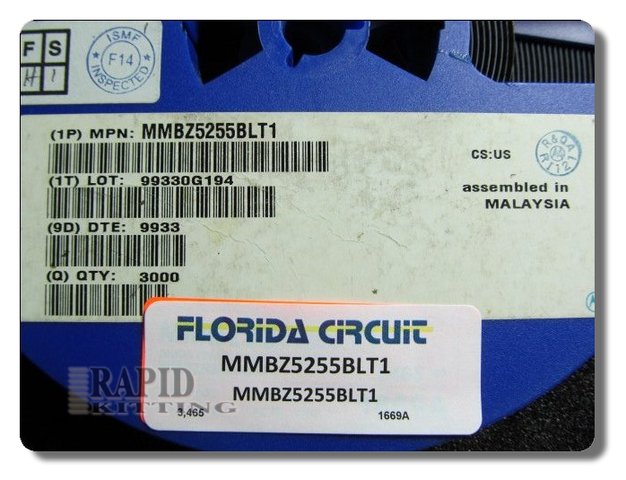 F S
H 1
ISMF
F14
INSPECTED
(1P) MPN: MMBZ5255BLT1
(1T) LOT: 99330G194
(9D) DTE: 9933
(Q) QTY: 3000
CS:US
assembled in
MALAYSIA
FLORIDA CIRCUIT
MMBZ5255BLT1
MMBZ5255BLT1
3,465 1669A
RAPID
KITTING